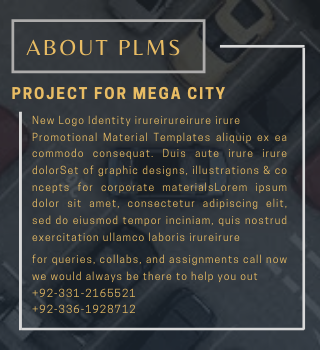 ABOUT PLMS
PROJECT FOR MEGA CITY
New Logo Identity irureirureirure irure
Promotional Material Templates aliquip ex ea
commodo consequat. Duis aute irure irure
dolorSet of graphic designs, illustrations & co
ncepts for corporate materialsLorem ipsum
dolor sit amet, consectetur adipiscing elit,
sed do eiusmod tempor inciniam, quis nostrud
exercitation ullamco laboris irureirure
for queries, collabs, and assignments call now
we would always be there to help you out
+92-331-2165521
+92-336-1928712